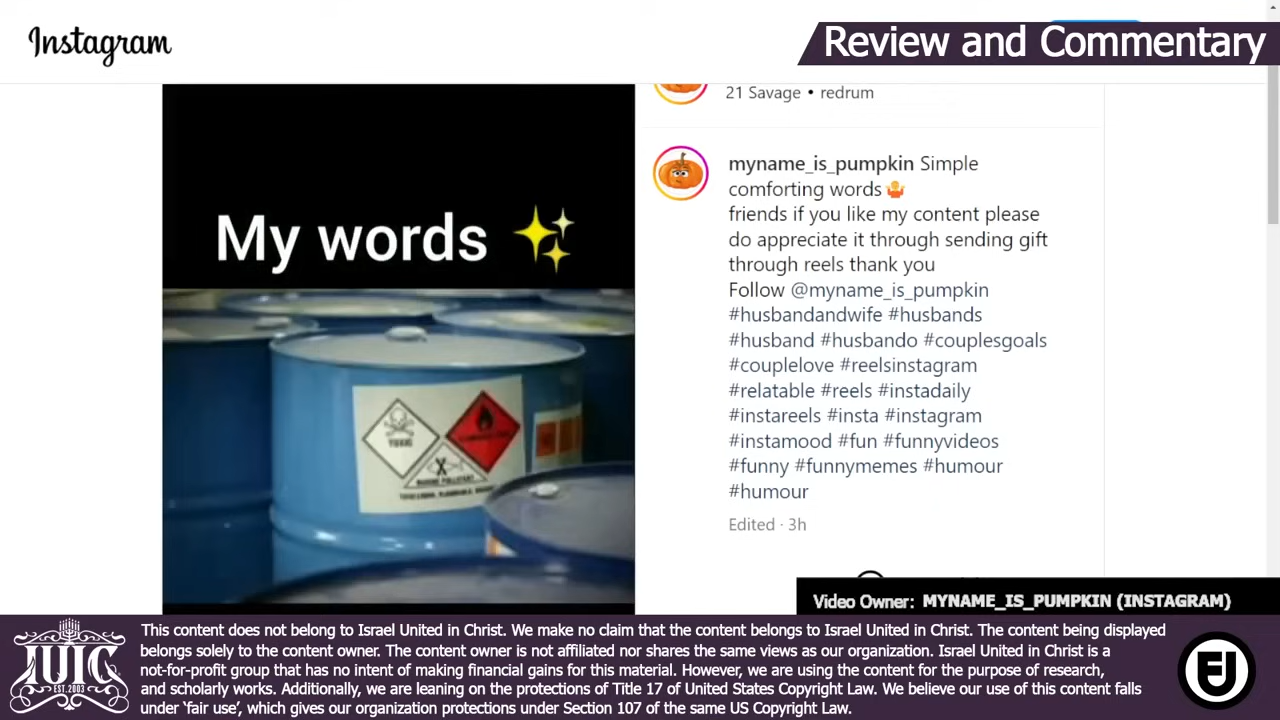 Instagram
Review and Commentary
21 Savage • redrum
My words ✨
TOXIC
MARINE POLLUTANT
myname_is_pumpkin Simple
comforting words🤷
friends if you like my content please
do appreciate it through sending gift
through reels thank you
Follow @myname_is_pumpkin
#husbandandwife #husbands
#husband #husbando #couplesgoals
#couplelove #reelsinstagram
#relatable #reels #instadaily
#instareels #insta #instagram
#instamood #fun #funnyvideos
#funny #funnymemes #humour
#humour
Edited · 3h
Video Owner: MYNAME_IS_PUMPKIN (INSTAGRAM)
IUIC
EST. 2003
This content does not belong to Israel United in Christ. We make no claim that the content belongs to Israel United in Christ. The content being displayed
belongs solely to the content owner. The content owner is not affiliated nor shares the same views as our organization. Israel United in Christ is a
not-for-profit group that has no intent of making financial gains for this material. However, we are using the content for the purpose of research,
and scholarly works. Additionally, we are leaning on the protections of Title 17 of United States Copyright Law. We believe our use of this content falls
under ‘fair use’, which gives our organization protections under Section 107 of the same US Copyright Law.